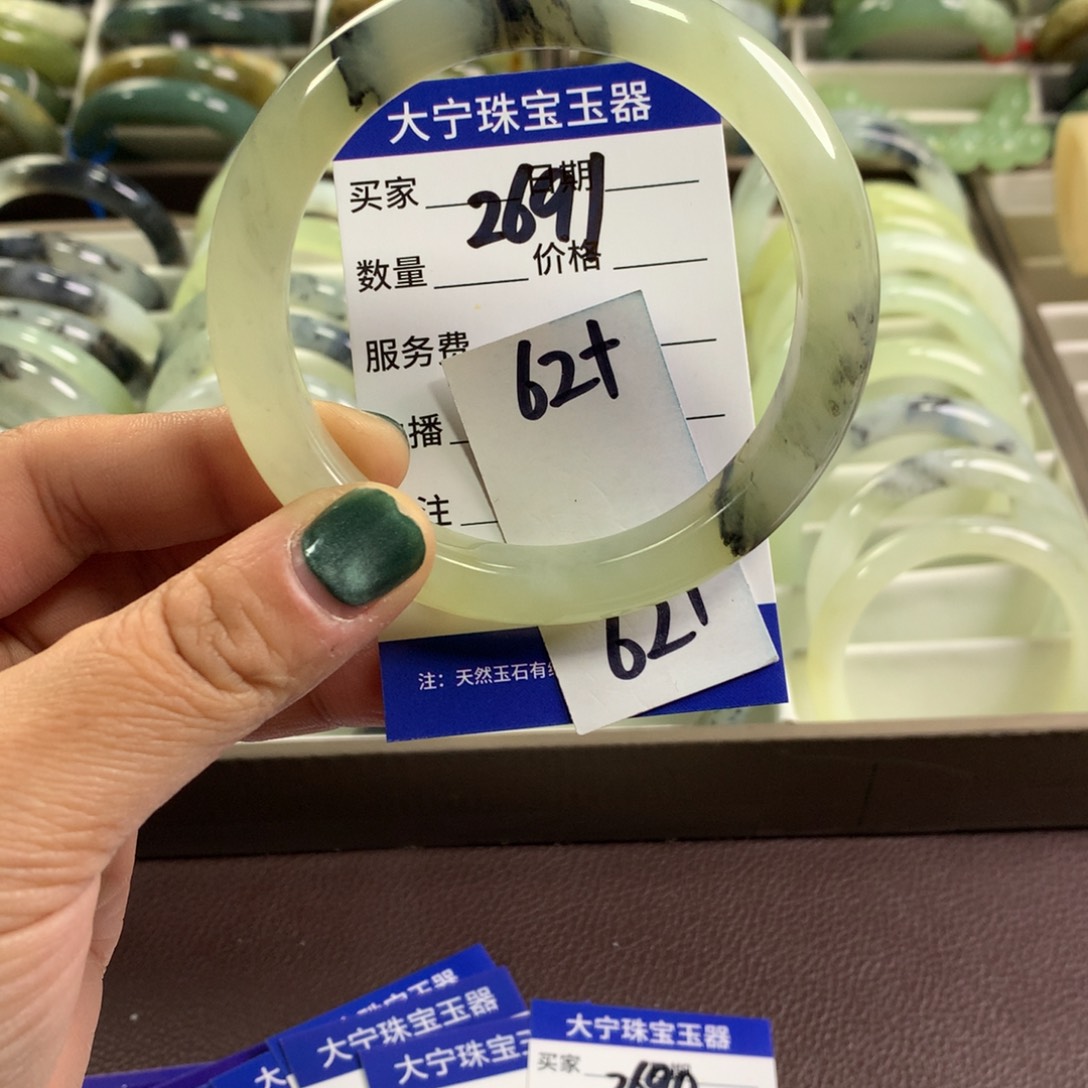 大宁珠宝玉器
买家 日期
2691
数量 价格
服务费
62+
播
注
62
注：天然玉石有
大宁珠宝玉器
大宁珠宝玉器
大宁珠宝
大宁珠宝玉器
买家
2690